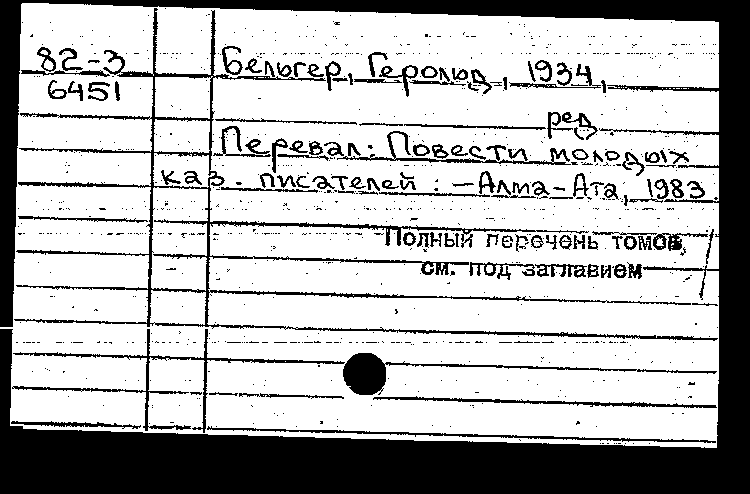 82-3
6451
Бельгер, Герольд, 1934,
ред.
Перевал: Повести молодых
каз. писателей. - Алма-Ата, 1983.
Полный перечень томов,
см. под заглавием